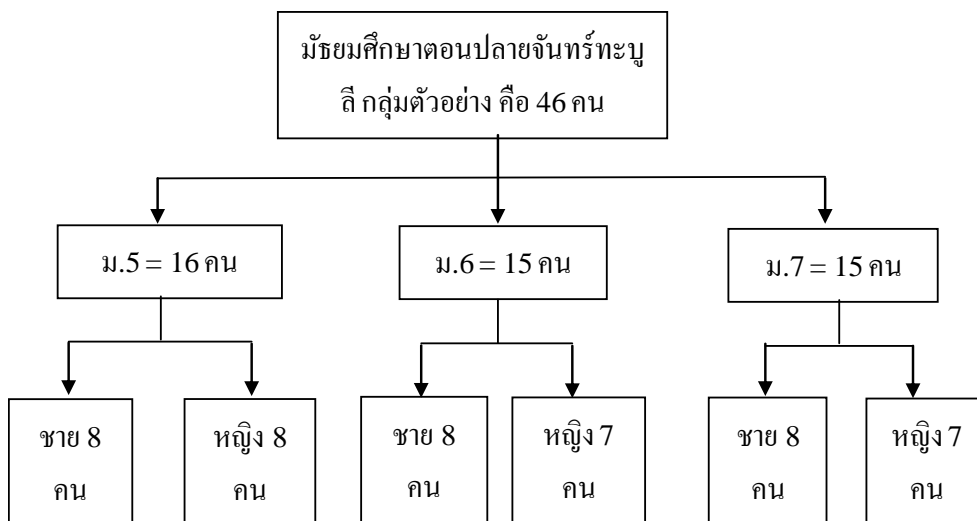 มัธยมศึกษาตอนปลายจันทร์ทะบู
ลี กลุ่มตัวอย่าง คือ 46 คน
ม.5 = 16 คน
ม.6 = 15 คน
ม.7 = 15 คน
ชาย 8
คน
หญิง 8
คน
ชาย 8
คน
หญิง 7
คน
ชาย 8
คน
หญิง 7
คน